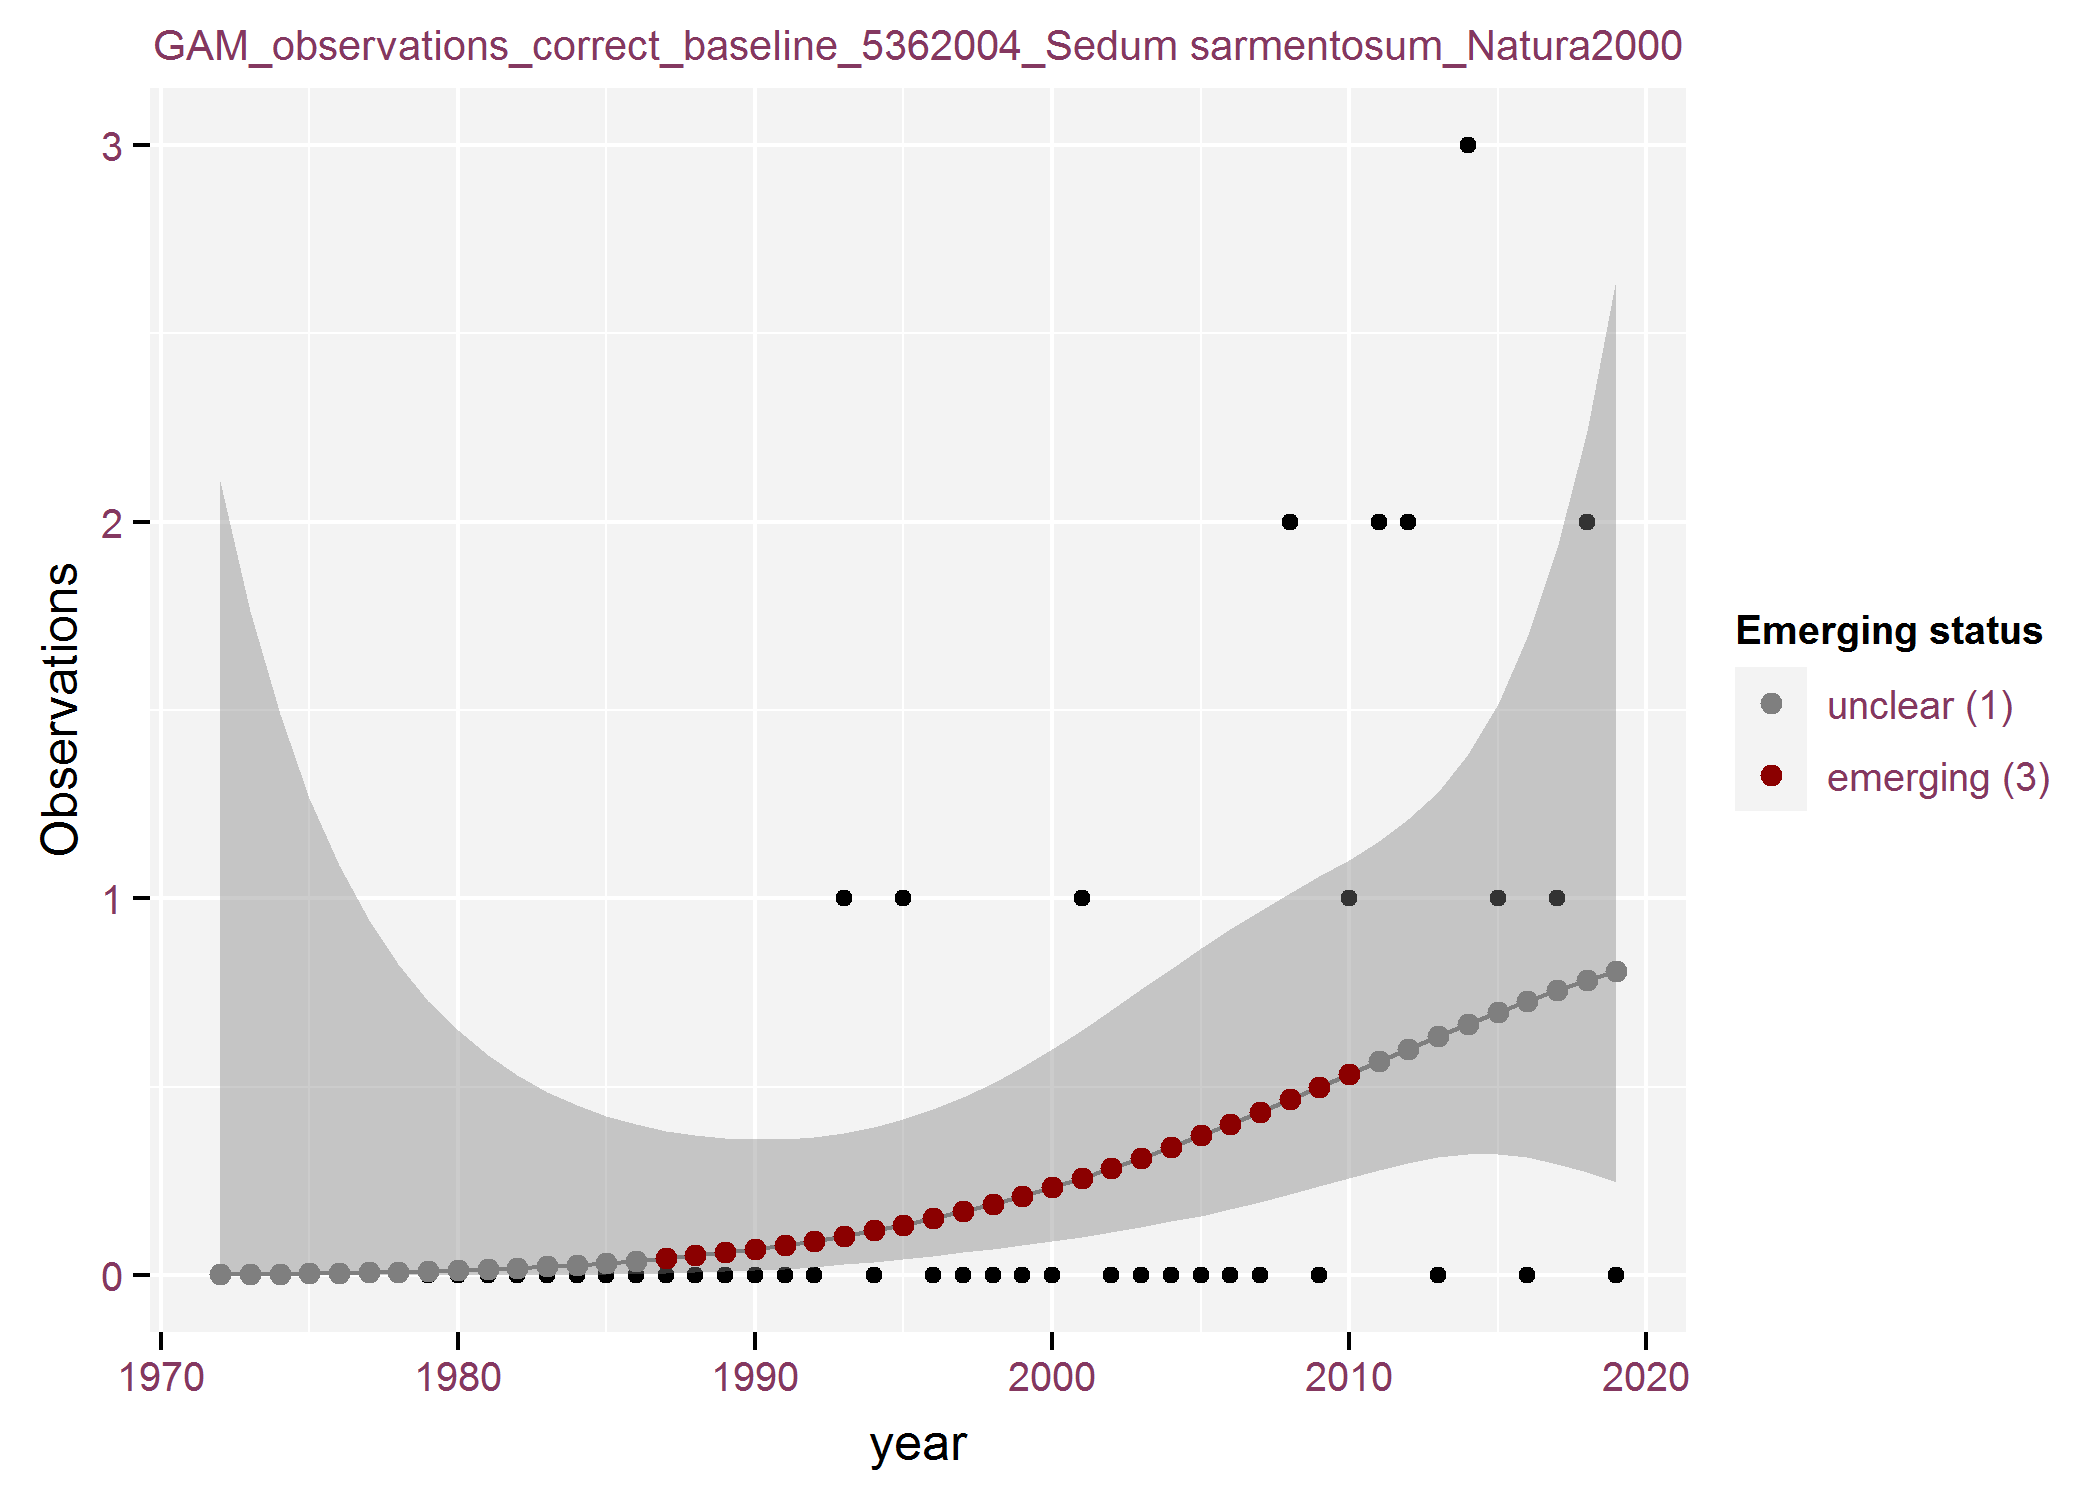 GAM_observations_correct_baseline_5362004_Sedum sarmentosum_Natura2000
3
2
1
0
Observations
1970 1980 1990 2000 2010 2020
year
Emerging status
unclear (1)
emerging (3)